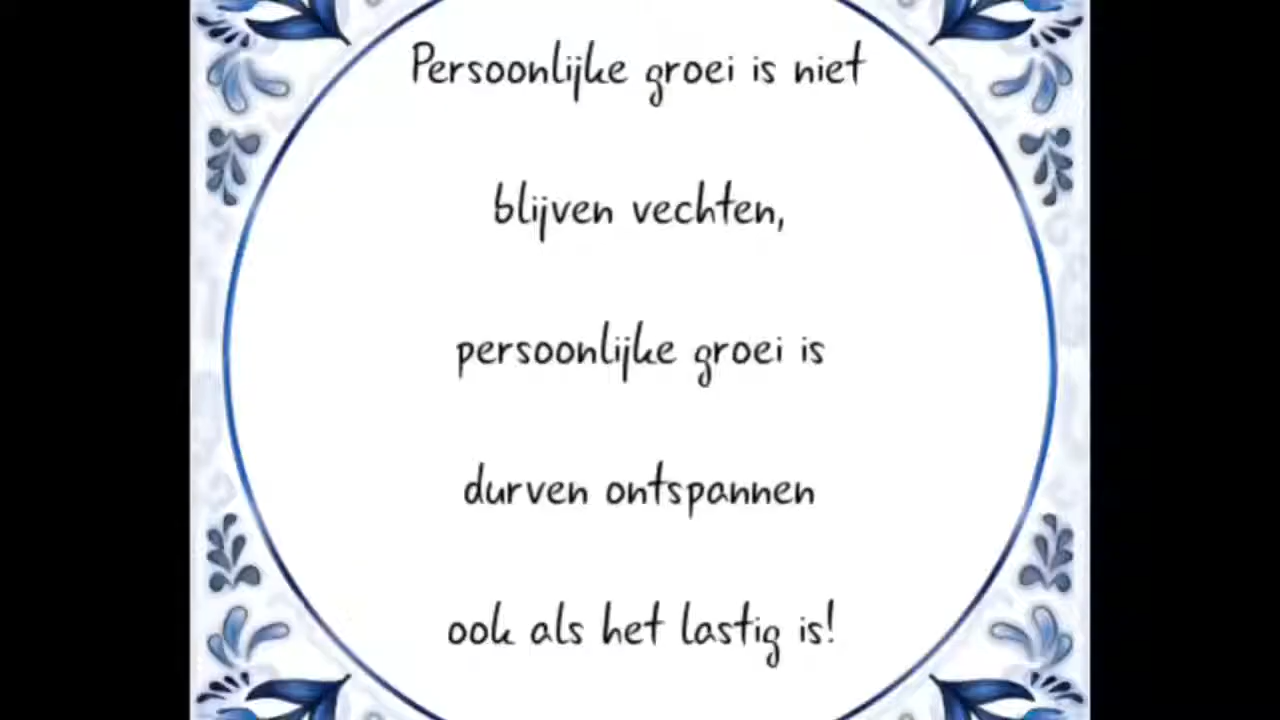 Persoonlijke groei is niet
blijven vechten,
persoonlijke groei is
durven ontspannen
ook als het lastig is!